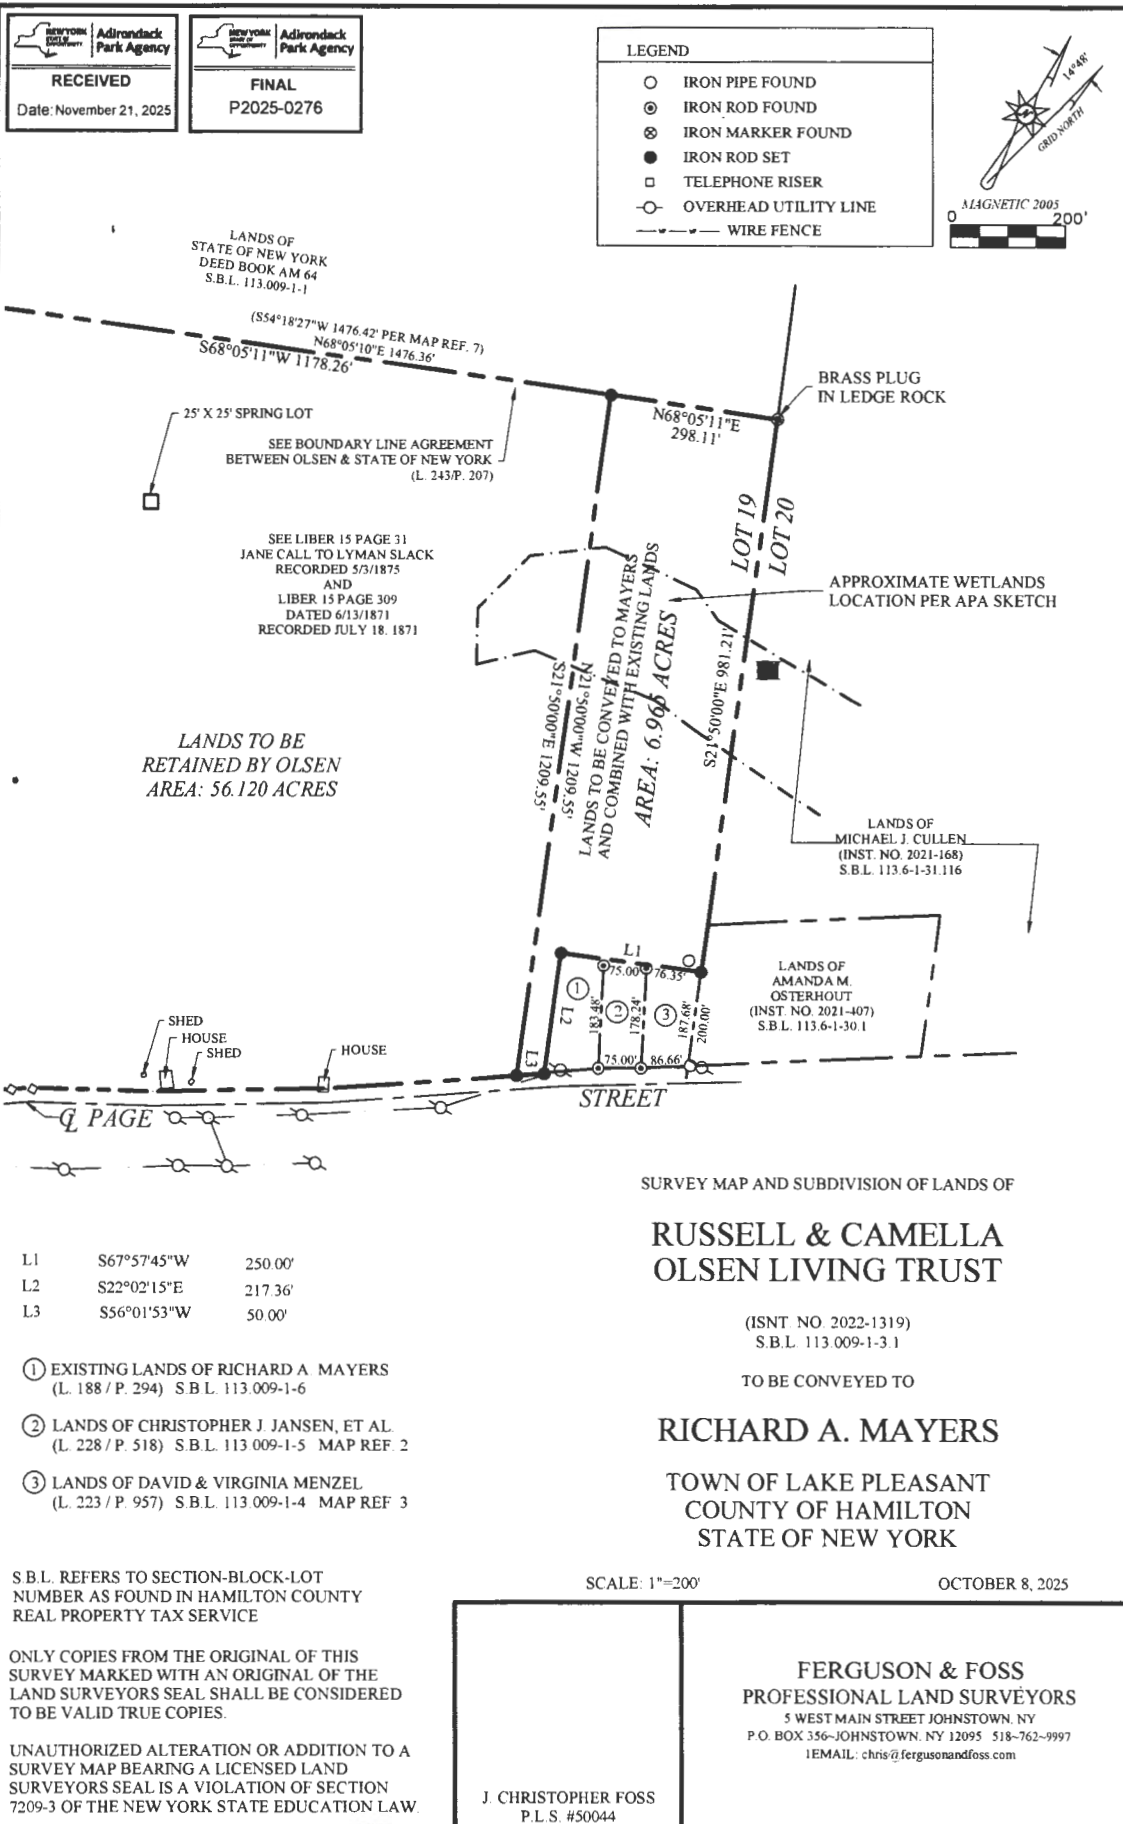 NEW YORK
STATE OF
OPPORTUNITY
Adirondack
Park Agency
RECEIVED
Date: November 21, 2025
NEW YORK
STATE OF
OPPORTUNITY
Adirondack
Park Agency
FINAL
P2025-0276
LEGEND
IRON PIPE FOUND
IRON ROD FOUND
IRON MARKER FOUND
IRON ROD SET
TELEPHONE RISER
OVERHEAD UTILITY LINE
WIRE FENCE
14°48'
GRID NORTH
MAGNETIC 2005
0 200'
LANDS OF
STATE OF NEW YORK
DEED BOOK AM 64
S.B.L. 113.009-1-1
(S54°18'27"W 1476.42' PER MAP REF. 7)
N68°05'10"E 1476.36'
S68°05'11"W 1178.26'
BRASS PLUG
IN LEDGE ROCK
N68°05'11"E
298.11'
25' X 25' SPRING LOT
SEE BOUNDARY LINE AGREEMENT
BETWEEN OLSEN & STATE OF NEW YORK
(L. 243/P. 207)
LOT 19
LOT 20
SEE LIBER 15 PAGE 31
JANE CALL TO LYMAN SLACK
RECORDED 5/3/1875
AND
LIBER 15 PAGE 309
DATED 6/13/1871
RECORDED JULY 18. 1871
APPROXIMATE WETLANDS
LOCATION PER APA SKETCH
S21°50'00"E 1209.55'
N21°50'00"W 1209.55'
LANDS TO BE CONVEYED TO MAYERS
AND COMBINED WITH EXISTING LANDS
AREA: 6.965 ACRES
S21°50'00"E 981.21'
LANDS TO BE
RETAINED BY OLSEN
AREA: 56.120 ACRES
LANDS OF
MICHAEL J. CULLEN
(INST. NO. 2021-168)
S.B.L. 113.6-1-31.116
L1
75.00' 76.35'
1
L2
183.48'
2
178.24'
3
187.68'
200.00'
L3
75.00' 86.66'
LANDS OF
AMANDA M.
OSTERHOUT
(INST. NO. 2021-407)
S.B.L. 113.6-1-30.1
SHED
HOUSE
SHED
HOUSE
CL PAGE
STREET
SURVEY MAP AND SUBDIVISION OF LANDS OF
RUSSELL & CAMELLA
OLSEN LIVING TRUST
(ISNT. NO. 2022-1319)
S.B.L. 113.009-1-3.1
TO BE CONVEYED TO
RICHARD A. MAYERS
TOWN OF LAKE PLEASANT
COUNTY OF HAMILTON
STATE OF NEW YORK
L1 S67°57'45"W 250.00'
L2 S22°02'15"E 217.36'
L3 S56°01'53"W 50.00'
1 EXISTING LANDS OF RICHARD A. MAYERS
(L. 188 / P. 294) S.B.L. 113.009-1-6
2 LANDS OF CHRISTOPHER J. JANSEN, ET AL.
(L. 228 / P. 518) S.B.L. 113.009-1-5 MAP REF. 2
3 LANDS OF DAVID & VIRGINIA MENZEL
(L. 223 / P. 957) S.B.L. 113.009-1-4 MAP REF 3
S.B.L. REFERS TO SECTION-BLOCK-LOT
NUMBER AS FOUND IN HAMILTON COUNTY
REAL PROPERTY TAX SERVICE
ONLY COPIES FROM THE ORIGINAL OF THIS
SURVEY MARKED WITH AN ORIGINAL OF THE
LAND SURVEYORS SEAL SHALL BE CONSIDERED
TO BE VALID TRUE COPIES.
UNAUTHORIZED ALTERATION OR ADDITION TO A
SURVEY MAP BEARING A LICENSED LAND
SURVEYORS SEAL IS A VIOLATION OF SECTION
7209-3 OF THE NEW YORK STATE EDUCATION LAW.
SCALE: 1"=200'
OCTOBER 8, 2025
J. CHRISTOPHER FOSS
P.L.S. #50044
FERGUSON & FOSS
PROFESSIONAL LAND SURVEYORS
5 WEST MAIN STREET JOHNSTOWN, NY
P.O. BOX 356~JOHNSTOWN. NY 12095 518~762~9997
1EMAIL: chris@fergusonandfoss.com